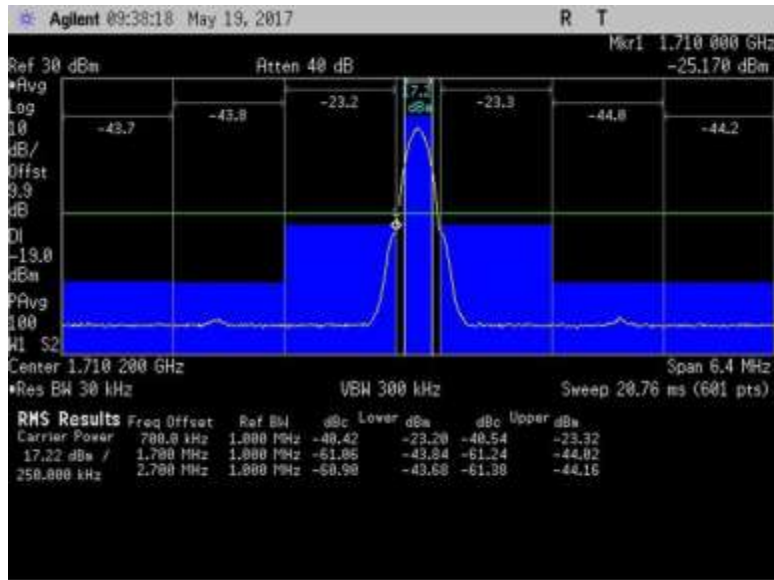 Agilent 09:38:18 May 19, 2017 R T
Mkr1 1.710 000 GHz
Ref 30 dBm Atten 40 dB -25.170 dBm
#Avg
Log
10
dB/
Offst
9.9
dB
DI
-19.0
dBm
PAvg
100
W1 S2
17.2
dBm
-23.2 -23.3
-43.8 -44.0
-43.7 -44.2
Center 1.710 200 GHz Span 6.4 MHz
#Res BW 30 kHz VBW 300 kHz Sweep 20.76 ms (601 pts)
RMS Results Freq Offset Ref BW dBc Lower dBm dBc Upper dBm
Carrier Power 700.0 kHz 1.000 MHz -40.42 -23.20 -40.54 -23.32
17.22 dBm / 1.700 MHz 1.000 MHz -61.06 -43.84 -61.24 -44.02
250.000 kHz 2.700 MHz 1.000 MHz -60.90 -43.68 -61.38 -44.16